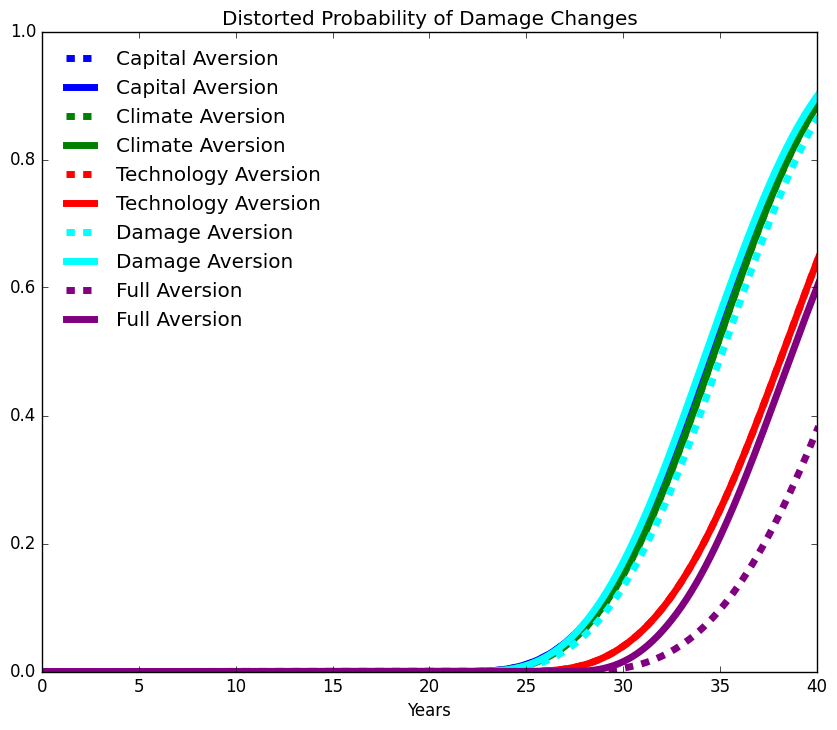 Distorted Probability of Damage Changes
1.0
0.8
0.6
0.4
0.2
0.0
Capital Aversion
Capital Aversion
Climate Aversion
Climate Aversion
Technology Aversion
Technology Aversion
Damage Aversion
Damage Aversion
Full Aversion
Full Aversion
0 5 10 15 20 25 30 35 40
Years